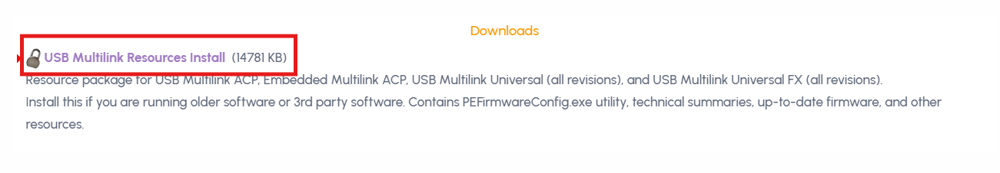 Downloads
USB Multilink Resources Install (14781 KB)
Resource package for USB Multilink ACP, Embedded Multilink ACP, USB Multilink Universal (all revisions), and USB Multilink Universal FX (all revisions).
Install this if you are running older software or 3rd party software. Contains PEFirmwareConfig.exe utility, technical summaries, up-to-date firmware, and other
resources.